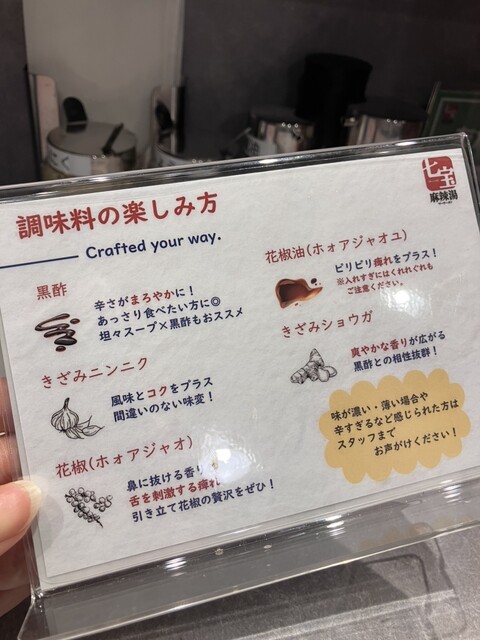 七宝
麻辣湯
調味料の楽しみ方
Crafted your way.
黒酢
辛さがまろやかに!
あっさり食べたい方に◎
坦々スープ×黒酢もおススメ
きざみニンニク
風味とコクをプラス
間違いのない味変!
花椒(ホォアジャオ)
鼻に抜ける香り
舌を刺激する痺れ
引き立て花椒の贅沢をぜひ!
花椒油(ホォアジャオユ)
ピリピリ痺れをプラス!
※入れすぎにはくれぐれも
ご注意ください。
きざみショウガ
爽やかな香りが広がる
黒酢との相性抜群!
味が濃い・薄い場合や
辛すぎるなど感じられた方は
スタッフまで
お声がけください!